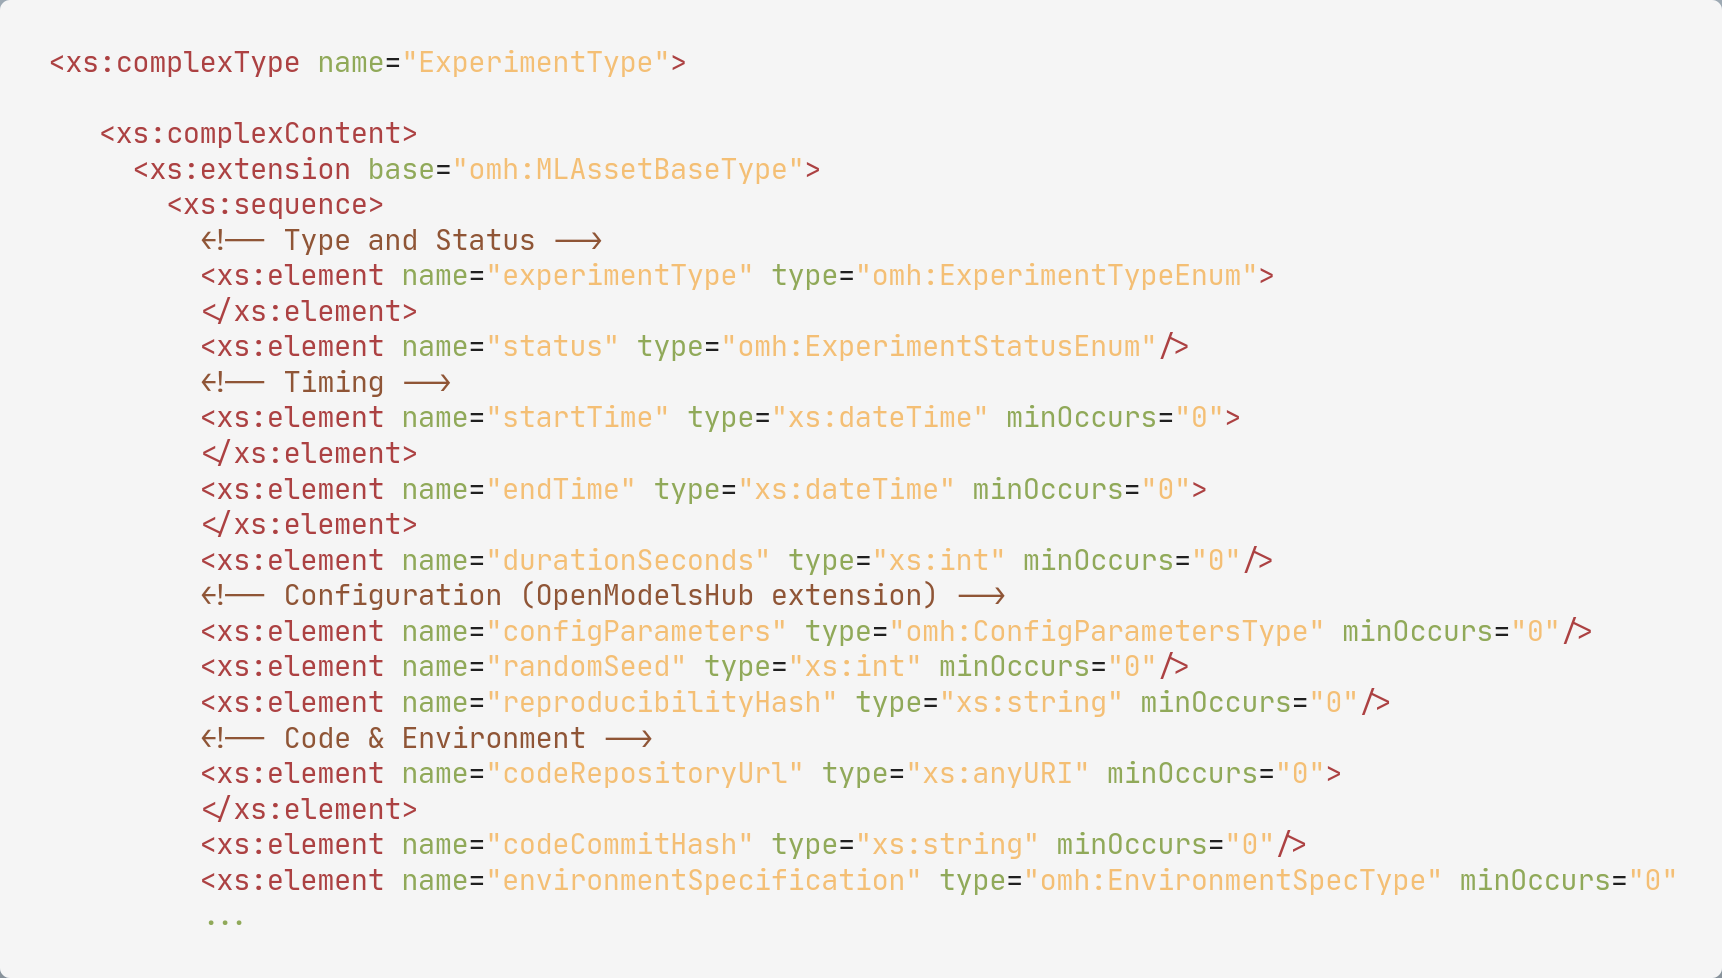 <xs:complexType name="ExperimentType">
<xs:complexContent>
<xs:extension base="omh:MLAssetBaseType">
<xs:sequence>
<!-- Type and Status -->
<xs:element name="experimentType" type="omh:ExperimentTypeEnum">
</xs:element>
<xs:element name="status" type="omh:ExperimentStatusEnum"/>
<!-- Timing -->
<xs:element name="startTime" type="xs:dateTime" minOccurs="0">
</xs:element>
<xs:element name="endTime" type="xs:dateTime" minOccurs="0">
</xs:element>
<xs:element name="durationSeconds" type="xs:int" minOccurs="0"/>
<!-- Configuration (OpenModelsHub extension) -->
<xs:element name="configParameters" type="omh:ConfigParametersType" minOccurs="0"/>
<xs:element name="randomSeed" type="xs:int" minOccurs="0"/>
<xs:element name="reproducibilityHash" type="xs:string" minOccurs="0"/>
<!-- Code & Environment -->
<xs:element name="codeRepositoryUrl" type="xs:anyURI" minOccurs="0">
</xs:element>
<xs:element name="codeCommitHash" type="xs:string" minOccurs="0"/>
<xs:element name="environmentSpecification" type="omh:EnvironmentSpecType" minOccurs="0"
...